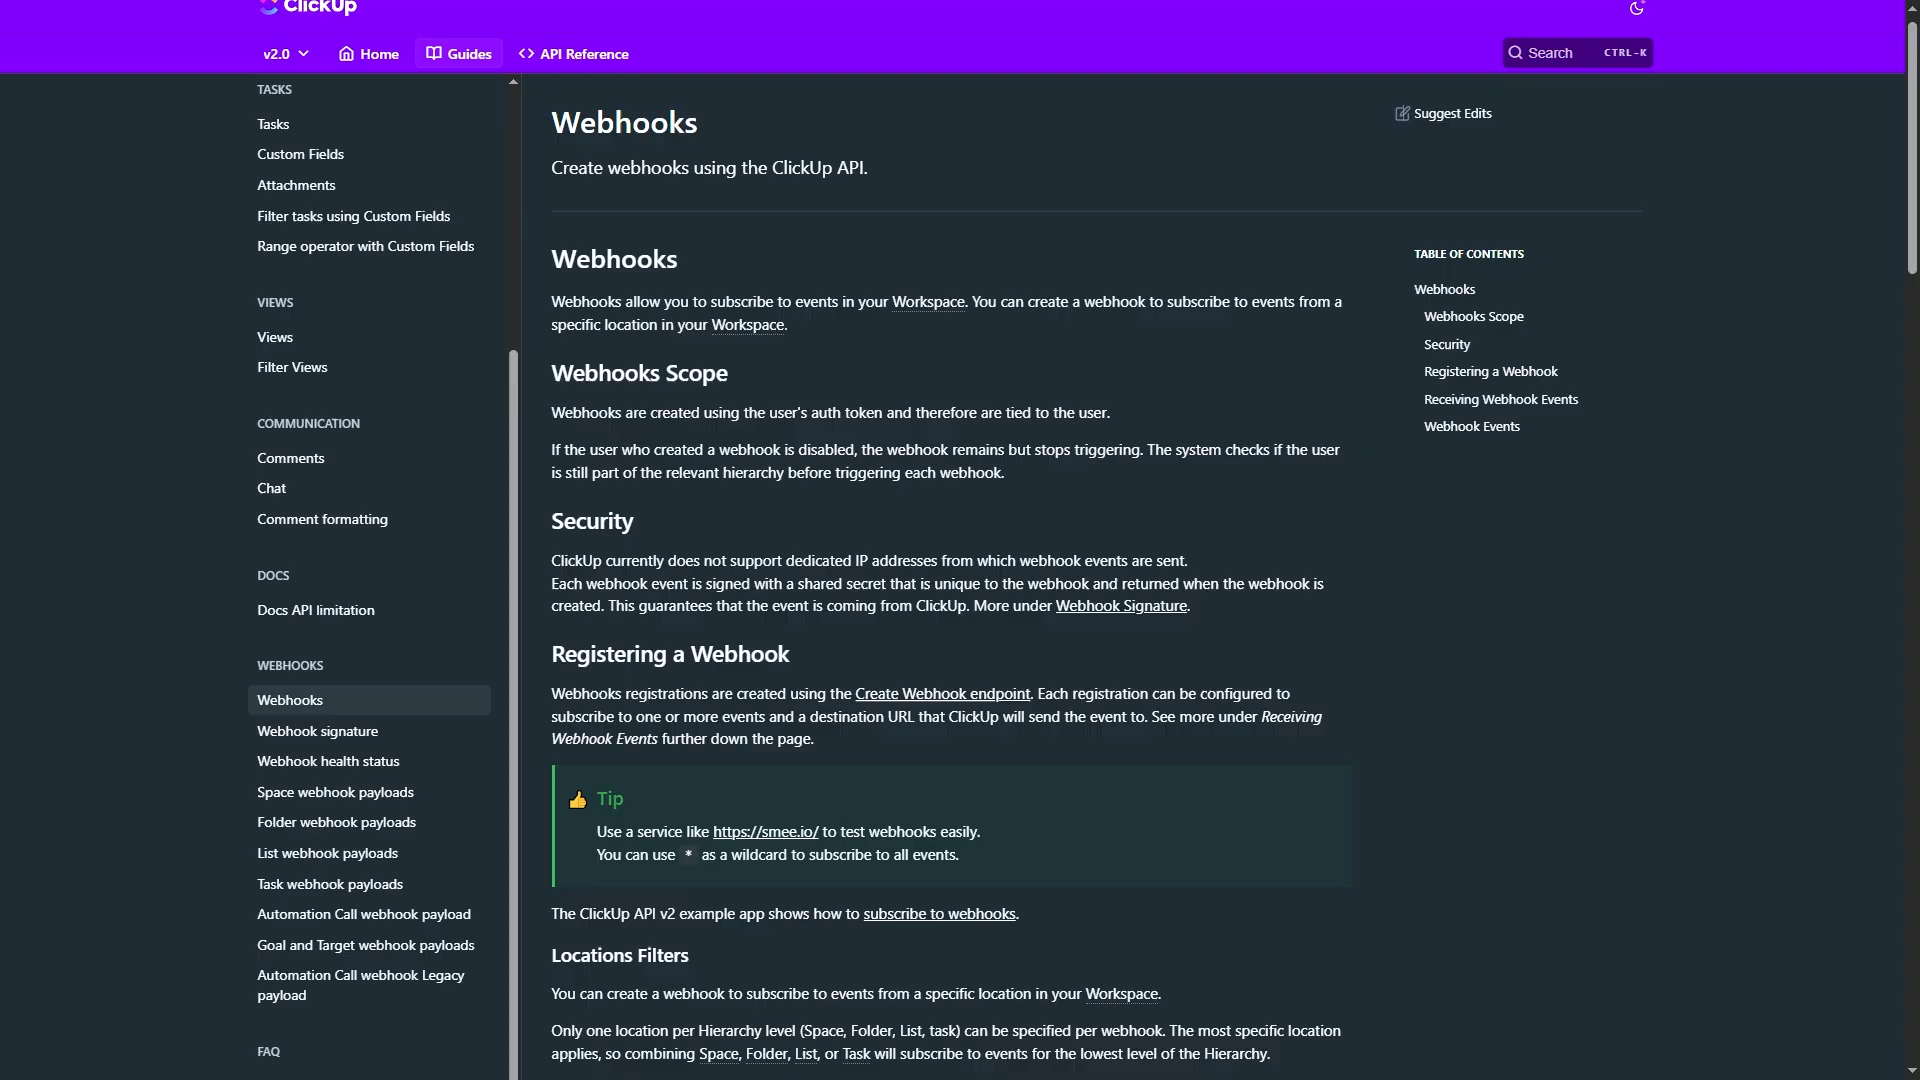 ClickUp
v2.0
Home
Guides
API Reference
Search
CTRL-K
TASKS
Tasks
Custom Fields
Attachments
Filter tasks using Custom Fields
Range operator with Custom Fields
VIEWS
Views
Filter Views
COMMUNICATION
Comments
Chat
Comment formatting
DOCS
Docs API limitation
WEBHOOKS
Webhooks
Webhook signature
Webhook health status
Space webhook payloads
Folder webhook payloads
List webhook payloads
Task webhook payloads
Automation Call webhook payload
Goal and Target webhook payloads
Automation Call webhook Legacy
payload
FAQ
Webhooks
Suggest Edits
Create webhooks using the ClickUp API.
Webhooks
Webhooks allow you to subscribe to events in your Workspace. You can create a webhook to subscribe to events from a
specific location in your Workspace.
Webhooks Scope
Webhooks are created using the user's auth token and therefore are tied to the user.
If the user who created a webhook is disabled, the webhook remains but stops triggering. The system checks if the user
is still part of the relevant hierarchy before triggering each webhook.
Security
ClickUp currently does not support dedicated IP addresses from which webhook events are sent.
Each webhook event is signed with a shared secret that is unique to the webhook and returned when the webhook is
created. This guarantees that the event is coming from ClickUp. More under Webhook Signature.
Registering a Webhook
Webhooks registrations are created using the Create Webhook endpoint. Each registration can be configured to
subscribe to one or more events and a destination URL that ClickUp will send the event to. See more under Receiving
Webhook Events further down the page.
👍 Tip
Use a service like https://smee.io/ to test webhooks easily.
You can use * as a wildcard to subscribe to all events.
The ClickUp API v2 example app shows how to subscribe to webhooks.
Locations Filters
You can create a webhook to subscribe to events from a specific location in your Workspace.
Only one location per Hierarchy level (Space, Folder, List, task) can be specified per webhook. The most specific location
applies, so combining Space, Folder, List, or Task will subscribe to events for the lowest level of the Hierarchy.
TABLE OF CONTENTS
Webhooks
Webhooks Scope
Security
Registering a Webhook
Receiving Webhook Events
Webhook Events